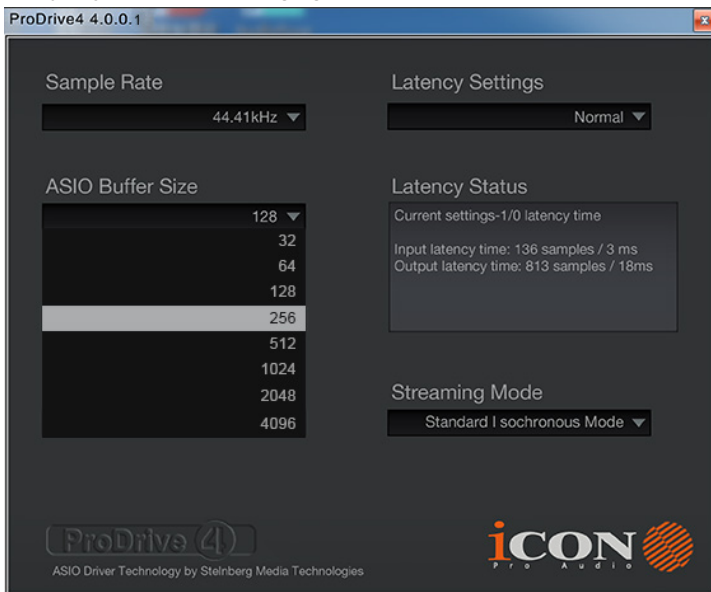 ProDrive4 4.0.0.1
Sample Rate
44.41kHz
Latency Settings
Normal
ASIO Buffer Size
128
32
64
128
256
512
1024
2048
4096
Latency Status
Current settings-1/0 latency time
Input latency time: 136 samples / 3 ms
Output latency time: 813 samples / 18ms
Streaming Mode
Standard I sochronous Mode
ProDrive 4
ASIO Driver Technology by Steinberg Media Technologies
iCON
Pro Audio